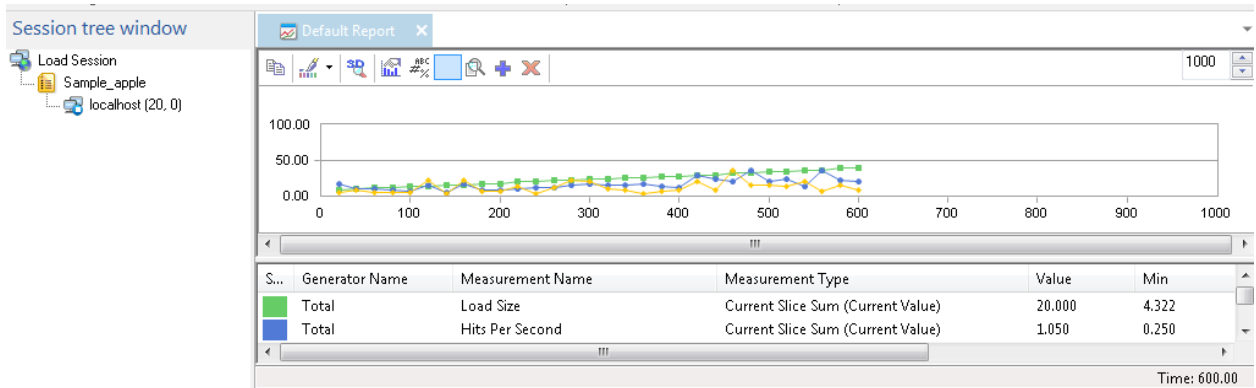 Session tree window
Default Report
Load Session
Sample_apple
localhost (20, 0)
3D
ABC
#%
1000
100.00
50.00
0.00
0 100 200 300 400 500 600 700 800 900 1000
S... Generator Name Measurement Name Measurement Type Value Min
Total Load Size Current Slice Sum (Current Value) 20.000 4.322
Total Hits Per Second Current Slice Sum (Current Value) 1.050 0.250
Time: 600.00